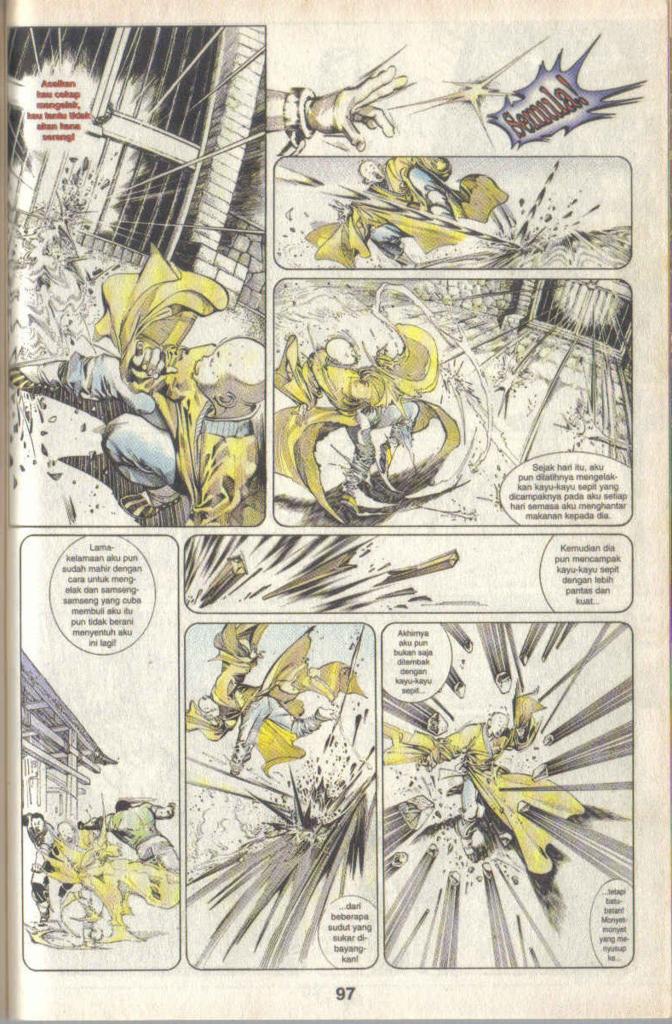 Asalkan
kau cekap
mengelak,
kau tentu tidak
akan kena
serang!
Semula!
Sejak hari itu, aku
pun dilatihnya mengelak-
kan kayu-kayu sepit yang
dicampaknya pada aku setiap
hari semasa aku menghantar
makanan kepada dia.
Lama-
kelamaan aku pun
sudah mahir dengan
cara untuk meng-
elak dan samseng-
samseng yang cuba
membuli aku itu
pun tidak berani
menyentuh aku
ini lagi!
Kemudian dia
pun mencampak
kayu-kayu sepit
dengan lebih
pantas dan
kuat...
...dari
beberapa
sudut yang
sukar di-
bayang-
kan!
Akhirnya
aku pun
bukan saja
ditembak
dengan
kayu-kayu
sepit...
...tetapi
batu-
batan!
Monyet-
monyet
yang me-
nyusup
ke...
97